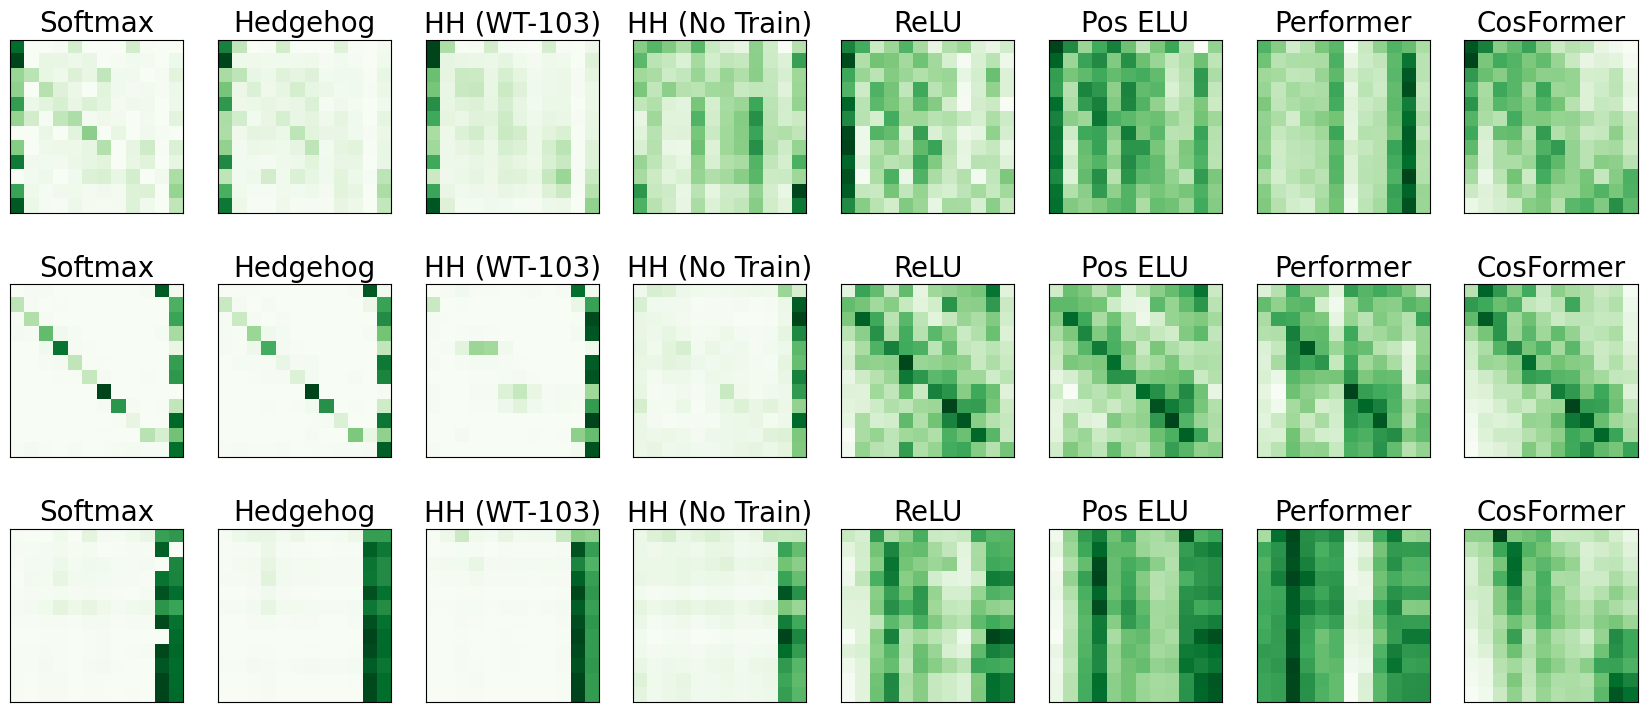 Softmax Hedgehog HH (WT-103) HH (No Train) ReLU Pos ELU Performer CosFormer
Softmax Hedgehog HH (WT-103) HH (No Train) ReLU Pos ELU Performer CosFormer
Softmax Hedgehog HH (WT-103) HH (No Train) ReLU Pos ELU Performer CosFormer